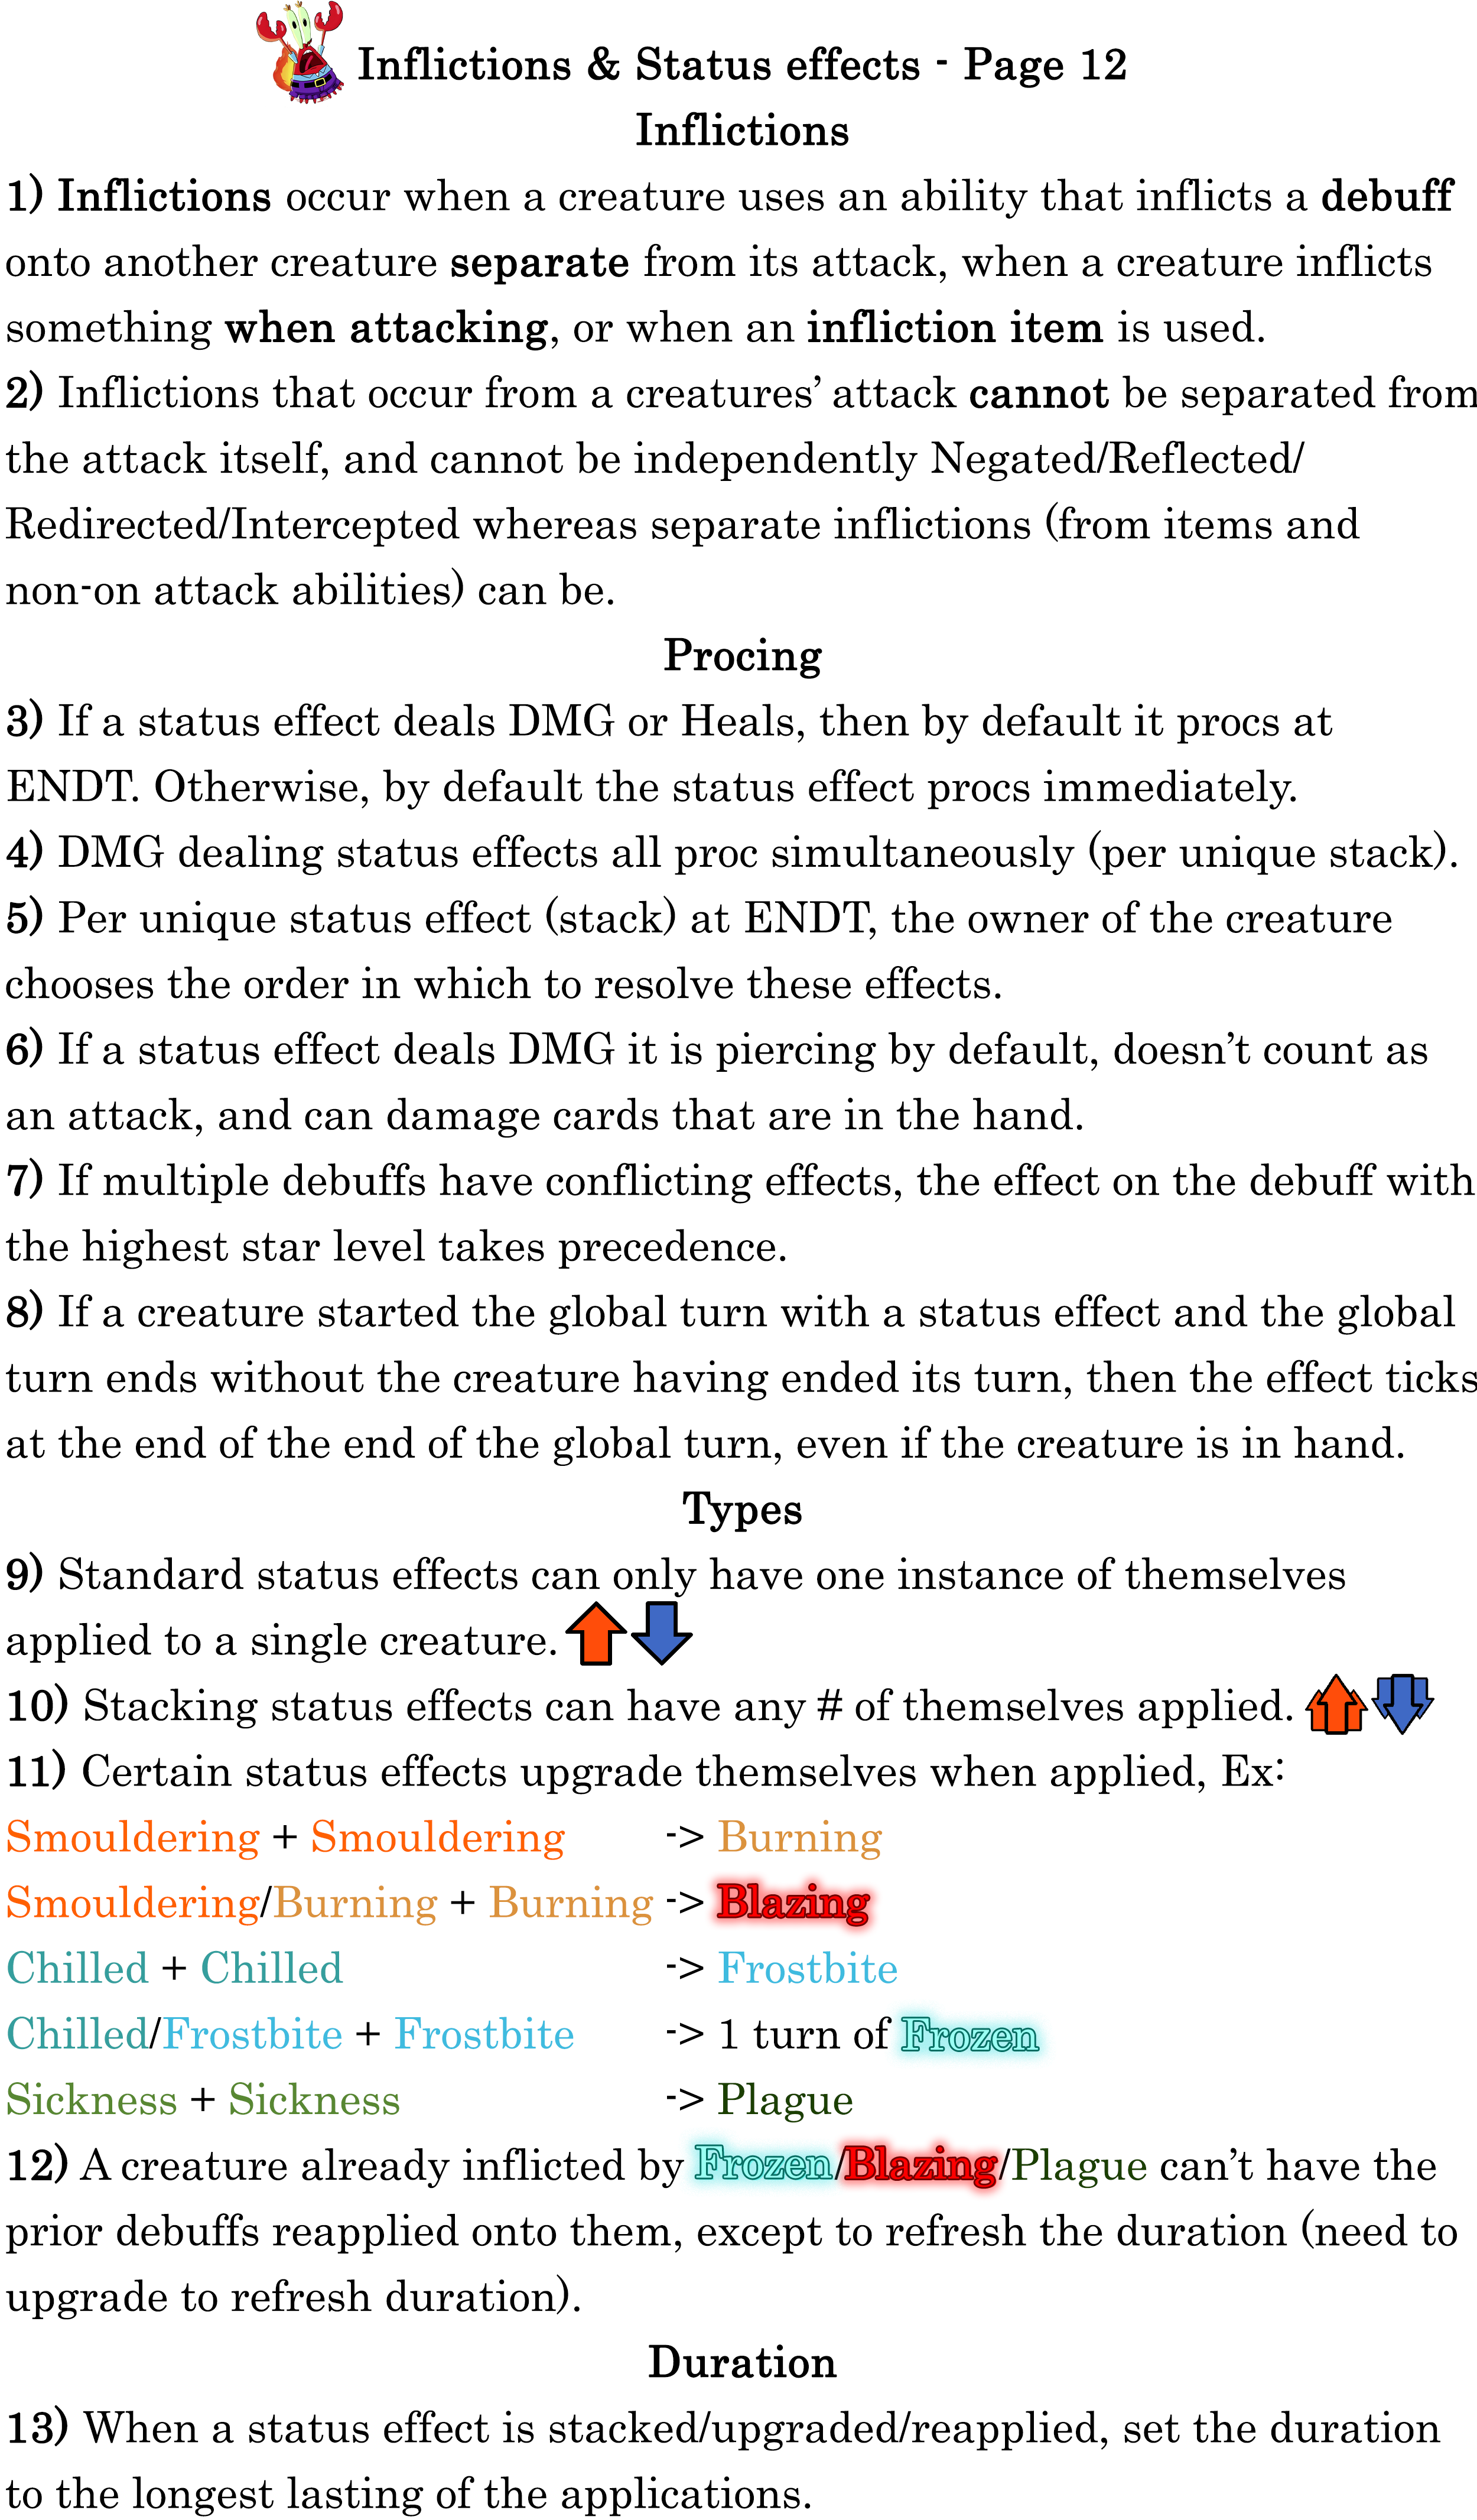 Inflictions & Status effects - Page 12
Inflictions
1) Inflictions occur when a creature uses an ability that inflicts a debuff
onto another creature separate from its attack, when a creature inflicts
something when attacking, or when an infliction item is used.
2) Inflictions that occur from a creatures’ attack cannot be separated from
the attack itself, and cannot be independently Negated/Reflected/
Redirected/Intercepted whereas separate inflictions (from items and
non-on attack abilities) can be.
Procing
3) If a status effect deals DMG or Heals, then by default it procs at
ENDT. Otherwise, by default the status effect procs immediately.
4) DMG dealing status effects all proc simultaneously (per unique stack).
5) Per unique status effect (stack) at ENDT, the owner of the creature
chooses the order in which to resolve these effects.
6) If a status effect deals DMG it is piercing by default, doesn’t count as
an attack, and can damage cards that are in the hand.
7) If multiple debuffs have conflicting effects, the effect on the debuff with
the highest star level takes precedence.
8) If a creature started the global turn with a status effect and the global
turn ends without the creature having ended its turn, then the effect ticks
at the end of the end of the global turn, even if the creature is in hand.
Types
9) Standard status effects can only have one instance of themselves
applied to a single creature.
10) Stacking status effects can have any # of themselves applied.
11) Certain status effects upgrade themselves when applied, Ex:
Smouldering + Smouldering -> Burning
Smouldering/Burning + Burning -> Blazing
Chilled + Chilled -> Frostbite
Chilled/Frostbite + Frostbite -> 1 turn of Frozen
Sickness + Sickness -> Plague
12) A creature already inflicted by Frozen/Blazing/Plague can’t have the
prior debuffs reapplied onto them, except to refresh the duration (need to
upgrade to refresh duration).
Duration
13) When a status effect is stacked/upgraded/reapplied, set the duration
to the longest lasting of the applications.